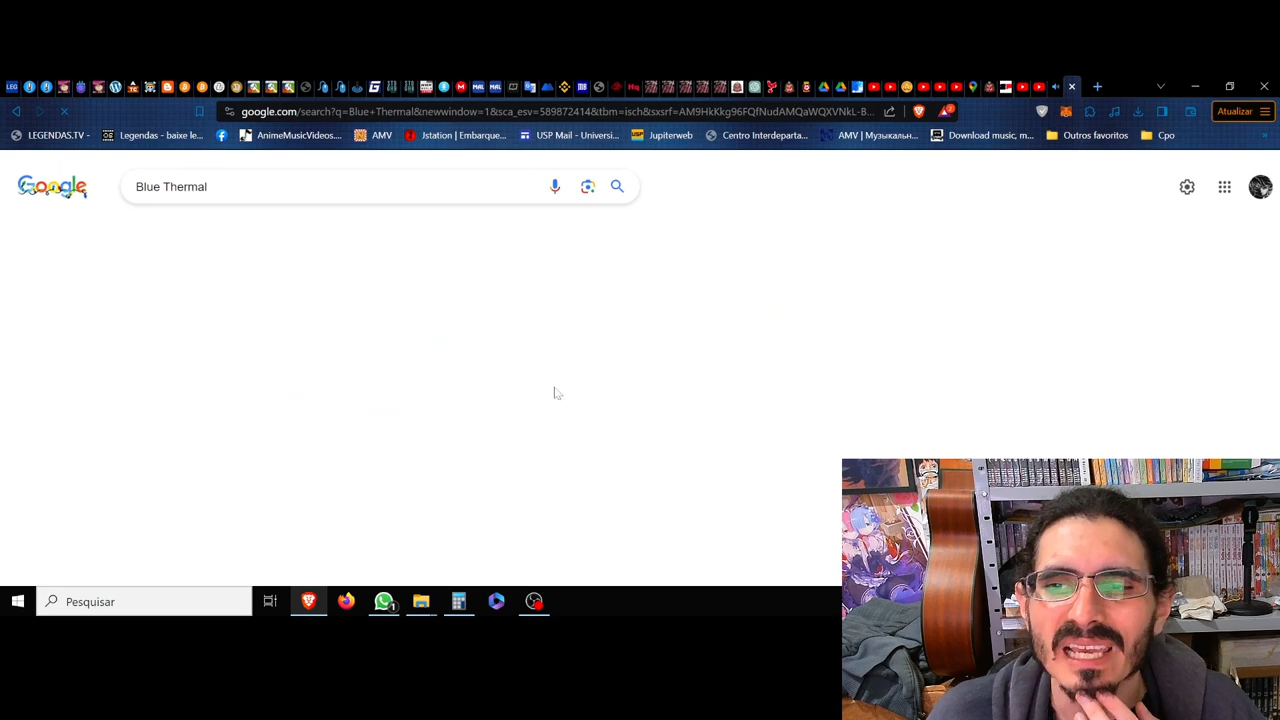 google.com/search?q=Blue+Thermal&newwindow=1&sca_esv=589872414&tbm=isch&sxsrf=AM9HkKkg96FQfNudAMQaWQXVNkL-B...
Atualizar
LEGENDAS.TV -
Legendas - baixe le...
AnimeMusicVideos....
AMV
Jstation | Embarque...
USP Mail - Universi...
Jupiterweb
Centro Interdeparta...
AMV | Музыкальн...
Download music, m...
Outros favoritos
Cpo
Google
Blue Thermal
Pesquisar